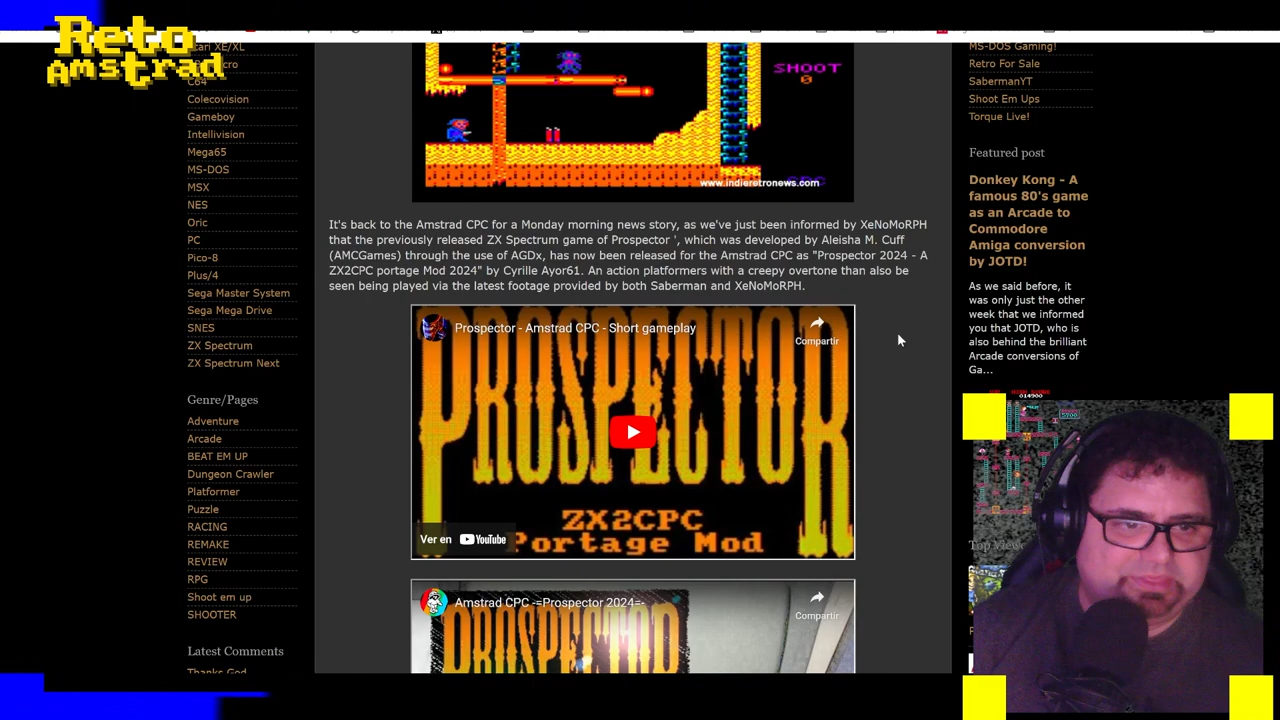 Reto
Amstrad
Atari XE/XL
C64
Colecovision
Gameboy
Intellivision
Mega65
MS-DOS
MSX
NES
Oric
PC
Pico-8
Plus/4
Sega Master System
Sega Mega Drive
SNES
ZX Spectrum
ZX Spectrum Next
Genre/Pages
Adventure
Arcade
BEAT EM UP
Dungeon Crawler
Platformer
Puzzle
RACING
REMAKE
REVIEW
RPG
Shoot em up
SHOOTER
Latest Comments
Thanks God
SHOOT
0
www.indieretronews.com
It's back to the Amstrad CPC for a Monday morning news story, as we've just been informed by XeNoMoRPH
that the previously released ZX Spectrum game of Prospector ', which was developed by Aleisha M. Cuff
(AMCGames) through the use of AGDx, has now been released for the Amstrad CPC as "Prospector 2024 - A
ZX2CPC portage Mod 2024" by Cyrille Ayor61. An action platformers with a creepy overtone than also be
seen being played via the latest footage provided by both Saberman and XeNoMoRPH.
Prospector - Amstrad CPC - Short gameplay
Compartir
PROSPECTOR
ZX2CPC
Portage Mod
Ver en YouTube
Amstrad CPC -=Prospector 2024=-
Compartir
PROSPECTOR
MS-DOS Gaming!
Retro For Sale
SabermanYT
Shoot Em Ups
Torque Live!
Featured post
Donkey Kong - A
famous 80's game
as an Arcade to
Commodore
Amiga conversion
by JOTD!
As we said before, it
was only just the other
week that we informed
you that JOTD, who is
also behind the brilliant
Arcade conversions of
Ga...
014900
Top Viewe